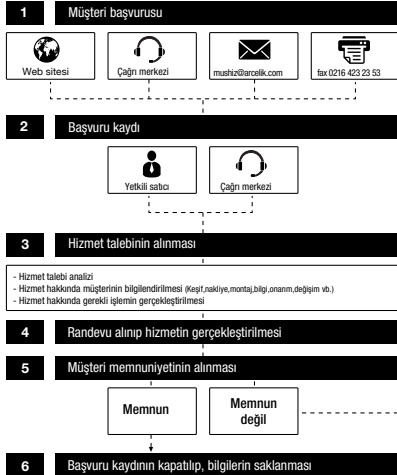 1 Müşteri başvurusu
Web sitesi
Çağrı merkezi
mushiz@arcelik.com
fax 0216 423 23 53
2 Başvuru kaydı
Yetkili satıcı
Çağrı merkezi
3 Hizmet talebinin alınması
- Hizmet talebi analizi
- Hizmet hakkında müşterinin bilgilendirilmesi (Keşif,nakliye,montaj,bilgi,onarım,değişim vb.)
- Hizmet hakkında gerekli işlemin gerçekleştirilmesi
4 Randevu alınıp hizmetin gerçekleştirilmesi
5 Müşteri memnuniyetinin alınması
Memnun
Memnun
değil
6 Başvuru kaydının kapatılıp, bilgilerin saklanması